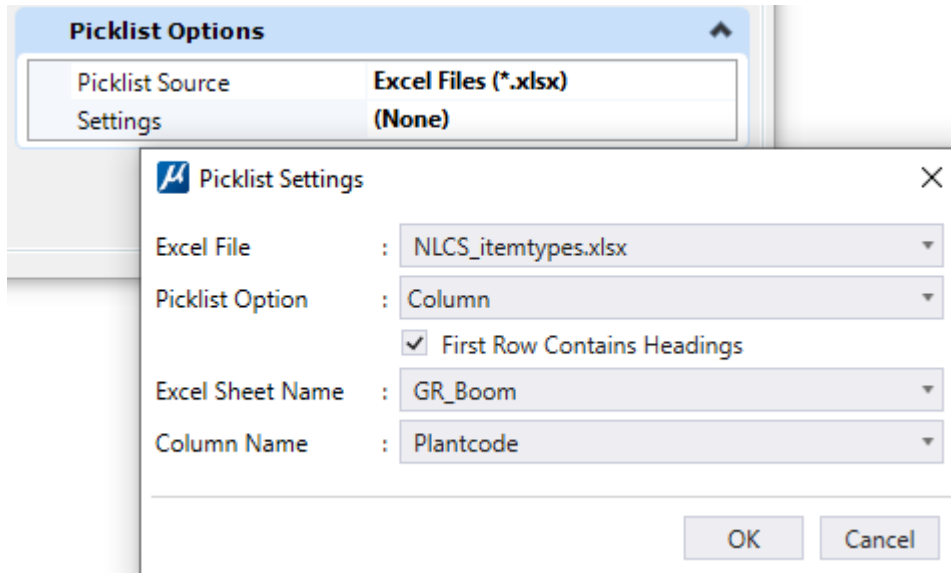 Picklist Options
Picklist Source Excel Files (*.xlsx)
Settings (None)
Picklist Settings
Excel File : NLCS_itemtypes.xlsx
Picklist Option : Column
First Row Contains Headings
Excel Sheet Name : GR_Boom
Column Name : Plantcode
OK Cancel